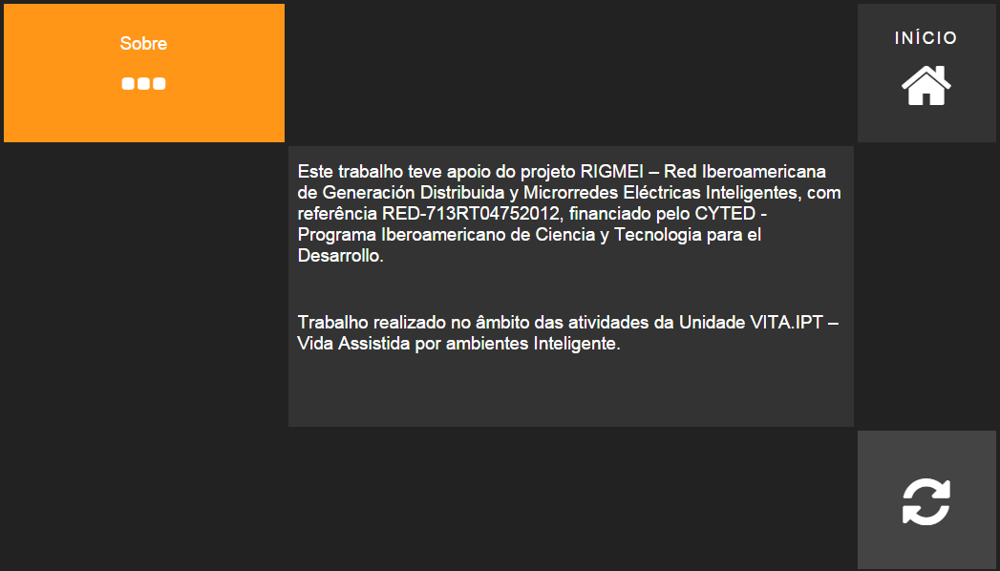 Sobre
INÍCIO
Este trabalho teve apoio do projeto RIGMEI – Red Iberoamericana
de Generación Distribuida y Microrredes Eléctricas Inteligentes, com
referência RED-713RT04752012, financiado pelo CYTED -
Programa Iberoamericano de Ciencia y Tecnologia para el
Desarrollo.
Trabalho realizado no âmbito das atividades da Unidade VITA.IPT –
Vida Assistida por ambientes Inteligente.